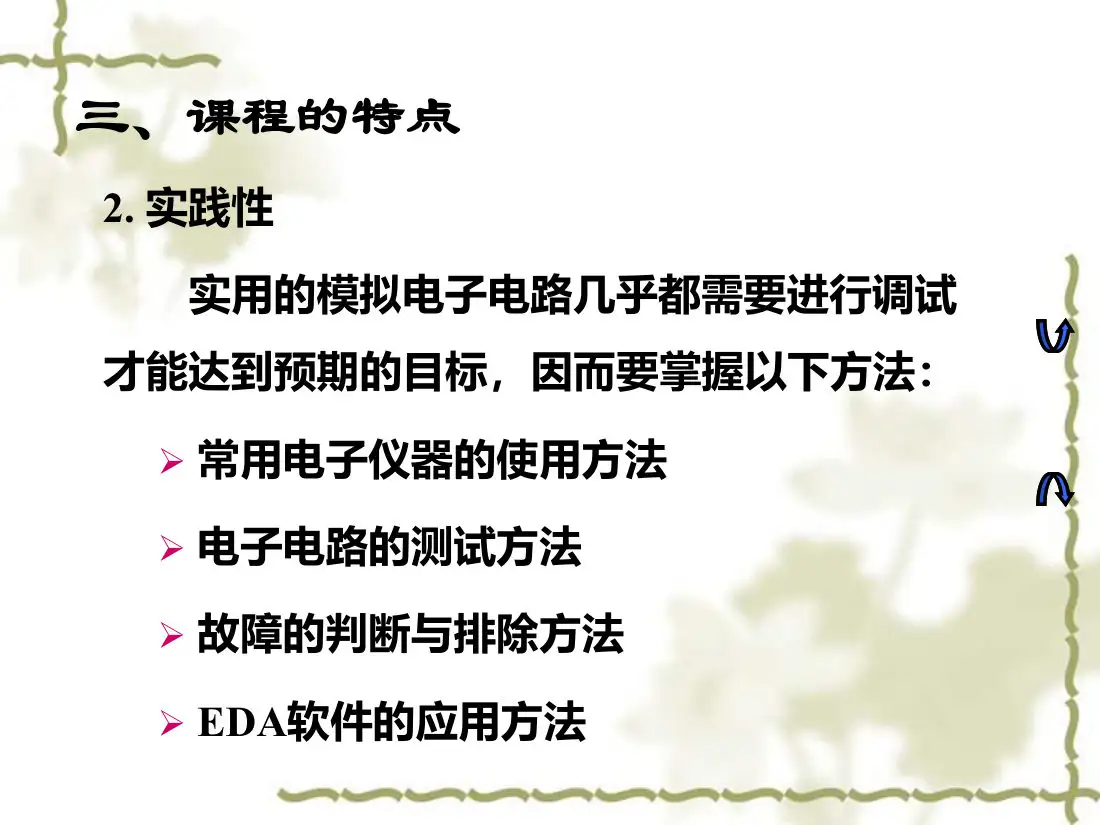 三、课程的特点
2. 实践性
实用的模拟电子电路几乎都需要进行调试
才能达到预期的目标，因而要掌握以下方法：
➢ 常用电子仪器的使用方法
➢ 电子电路的测试方法
➢ 故障的判断与排除方法
➢ EDA软件的应用方法